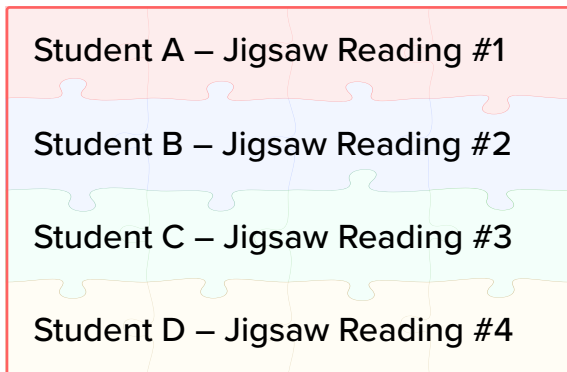 Student A – Jigsaw Reading #1
Student B – Jigsaw Reading #2
Student C – Jigsaw Reading #3
Student D – Jigsaw Reading #4